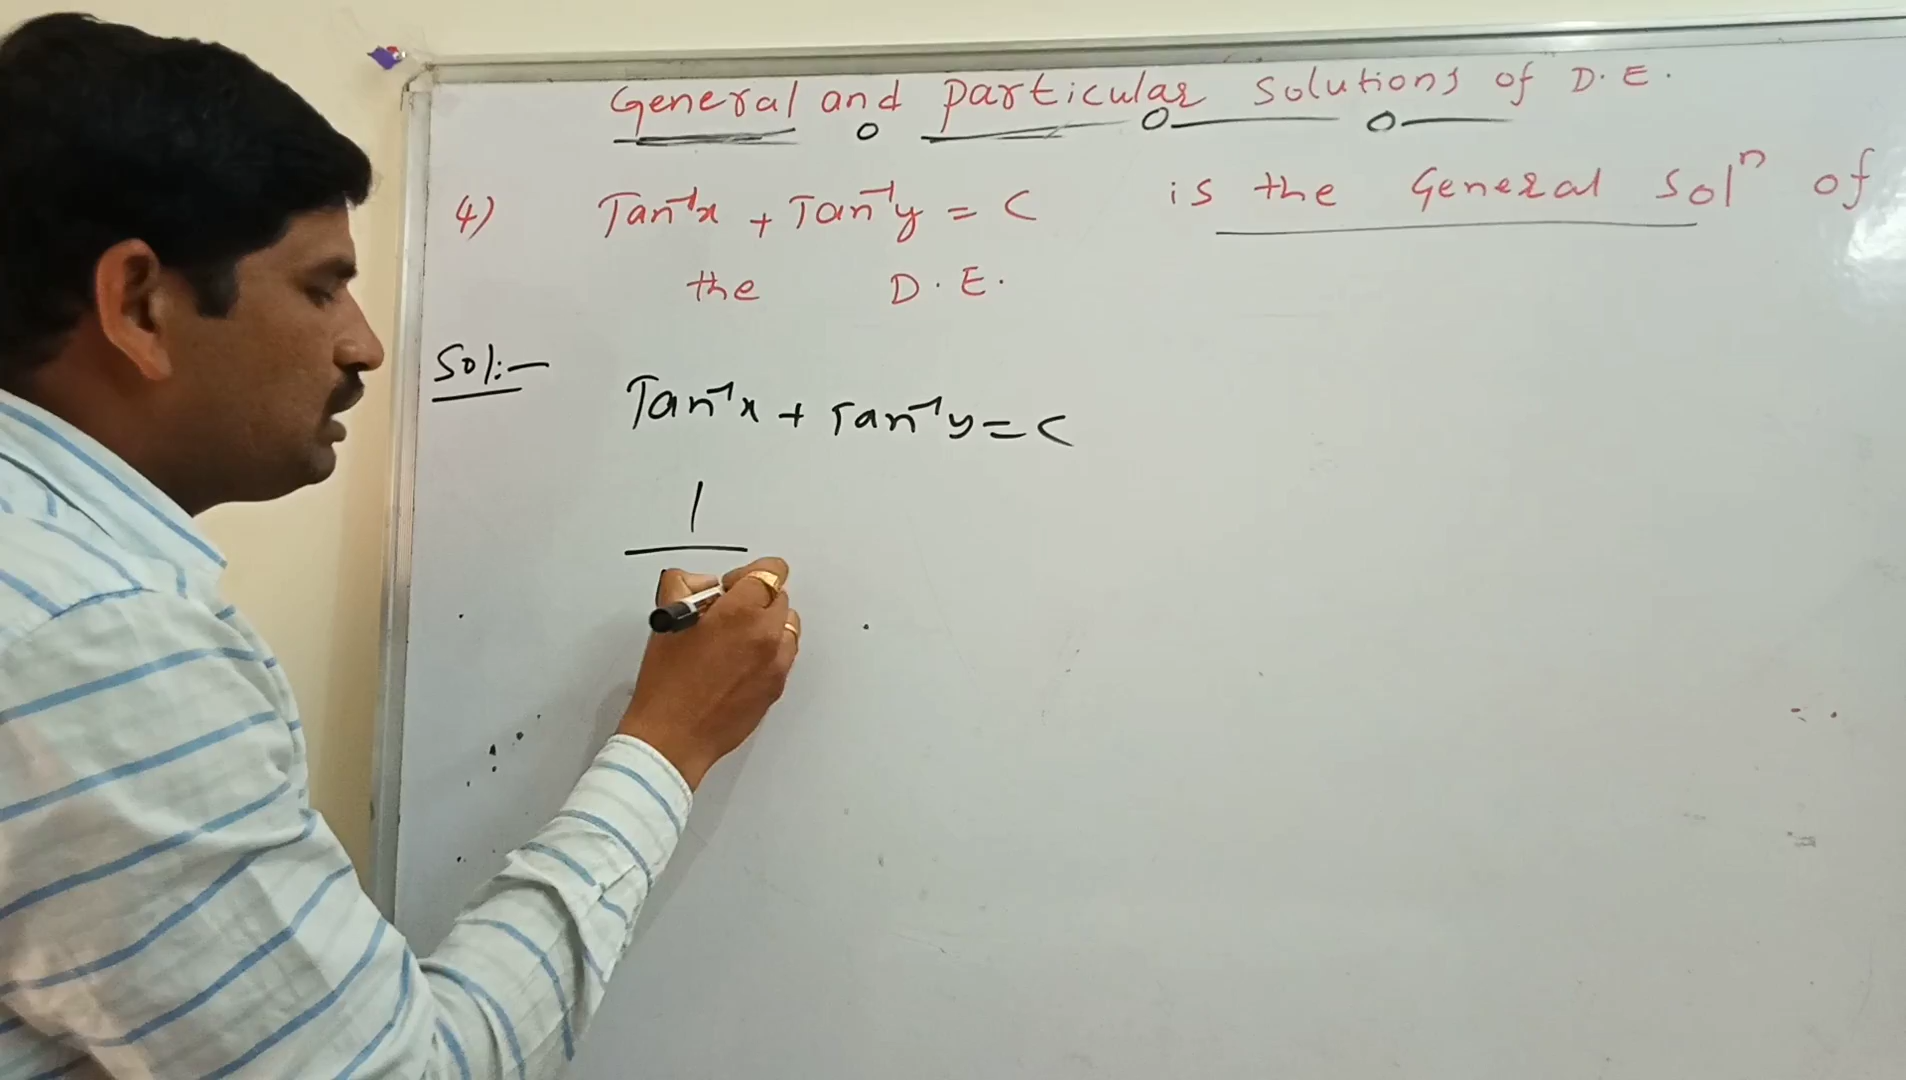 General and particular solutions of D.E.
4) Tan⁻¹x + Tan⁻¹y = C is the General solⁿ of
the D.E.
Sol:-
Tan⁻¹x + Tan⁻¹y = C
1